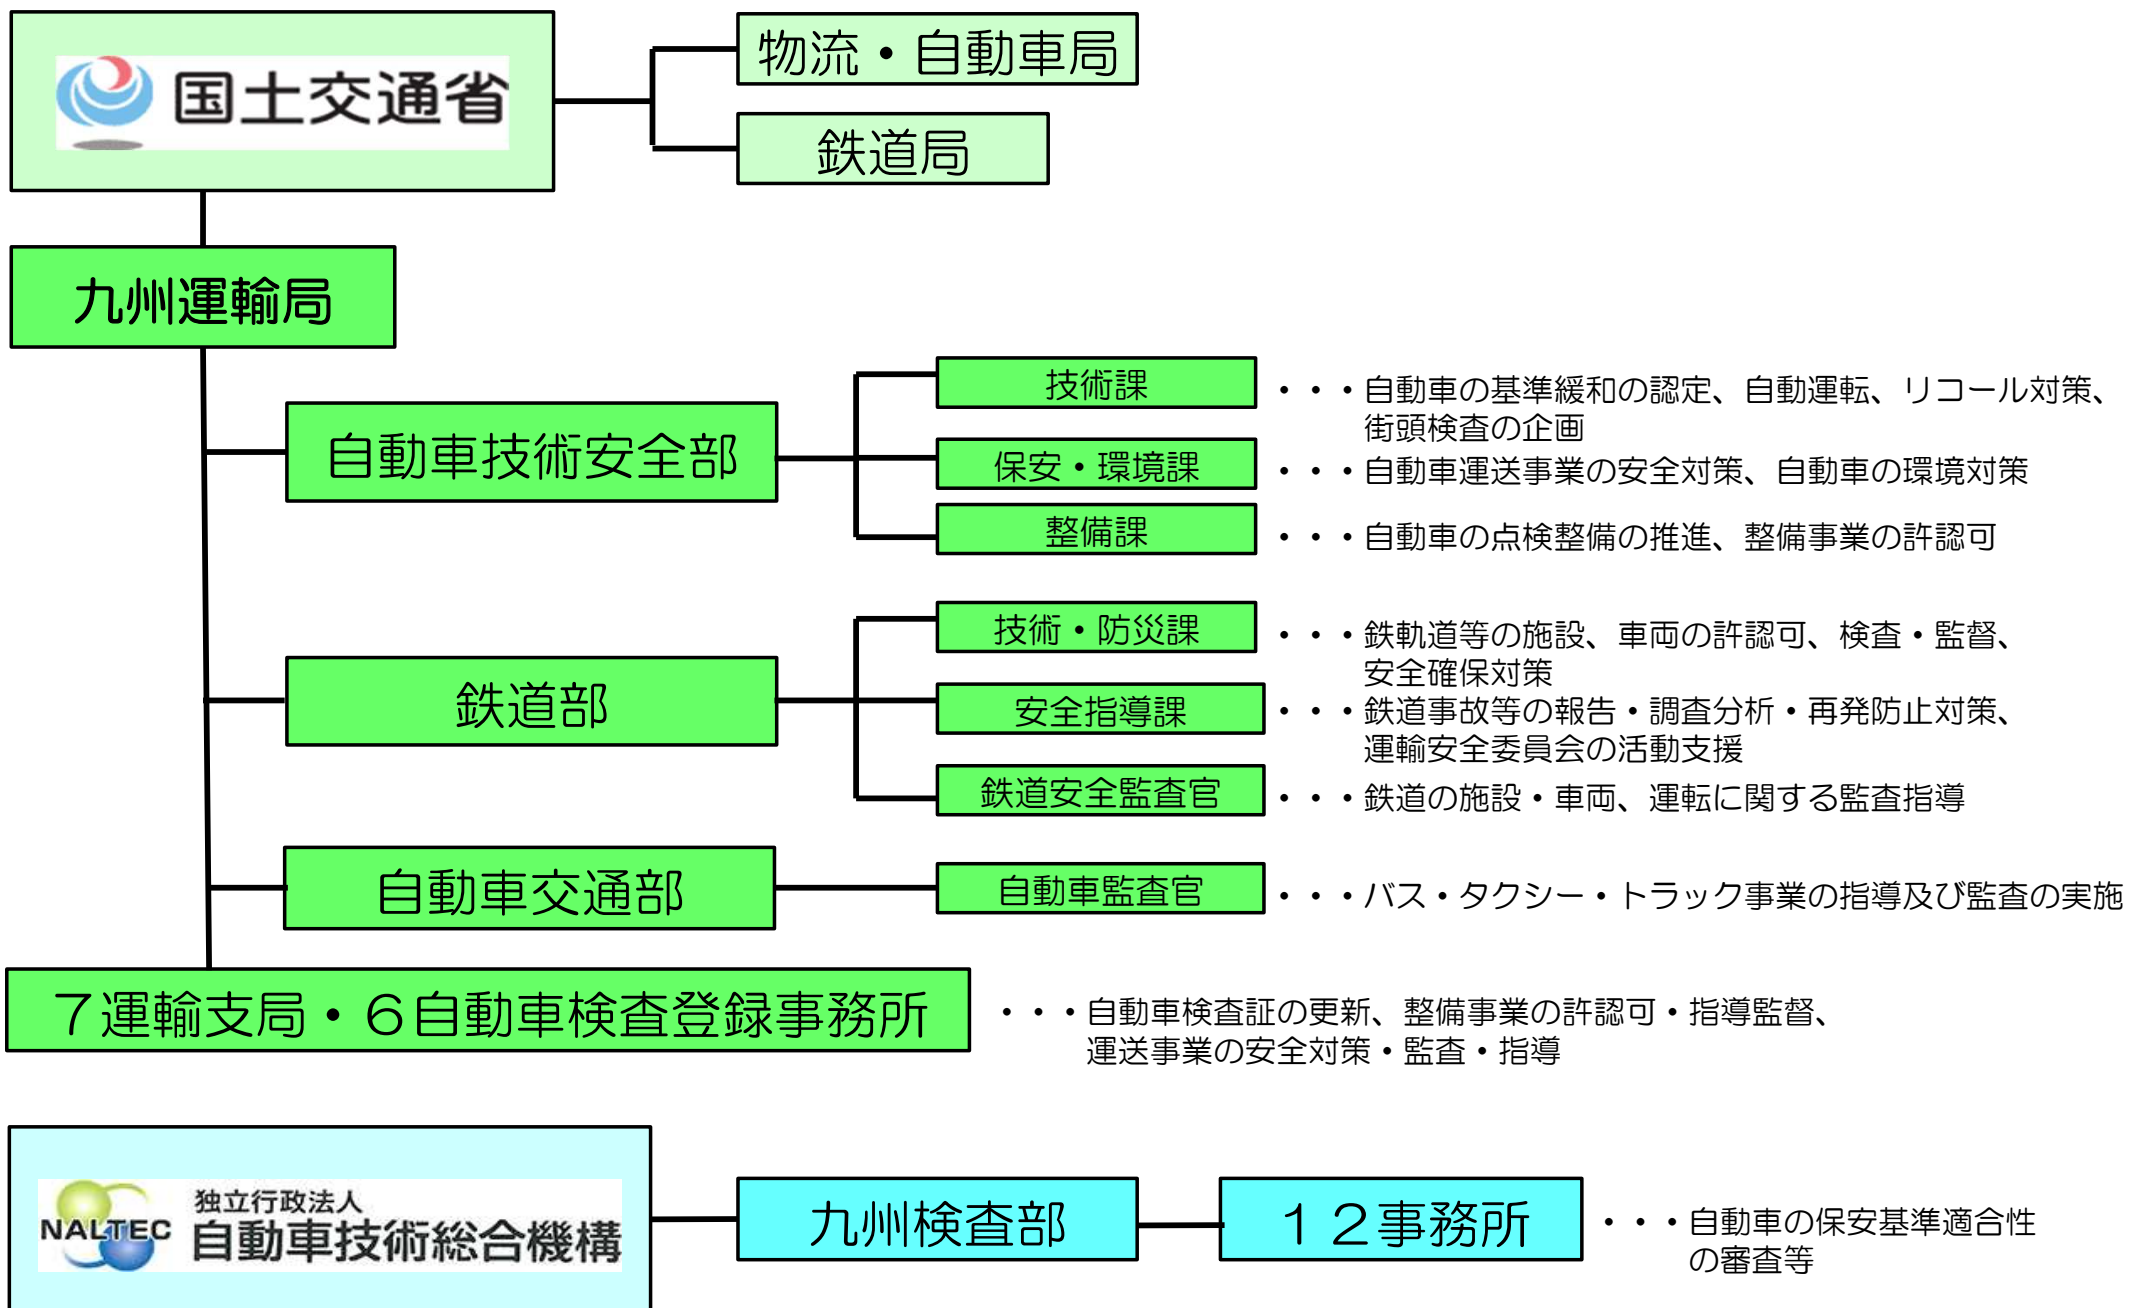 国土交通省
物流・自動車局
鉄道局
九州運輸局
自動車技術安全部
技術課
・・・自動車の基準緩和の認定、自動運転、リコール対策、
街頭検査の企画
保安・環境課
・・・自動車運送事業の安全対策、自動車の環境対策
整備課
・・・自動車の点検整備の推進、整備事業の許認可
鉄道部
技術・防災課
・・・鉄軌道等の施設、車両の許認可、検査・監督、
安全確保対策
安全指導課
・・・鉄道事故等の報告・調査分析・再発防止対策、
運輸安全委員会の活動支援
鉄道安全監査官
・・・鉄道の施設・車両、運転に関する監査指導
自動車交通部
自動車監査官
・・・バス・タクシー・トラック事業の指導及び監査の実施
７運輸支局・６自動車検査登録事務所
・・・自動車検査証の更新、整備事業の許認可・指導監督、
運送事業の安全対策・監査・指導
NALTEC
独立行政法人
自動車技術総合機構
九州検査部
１２事務所
・・・自動車の保安基準適合性
の審査等